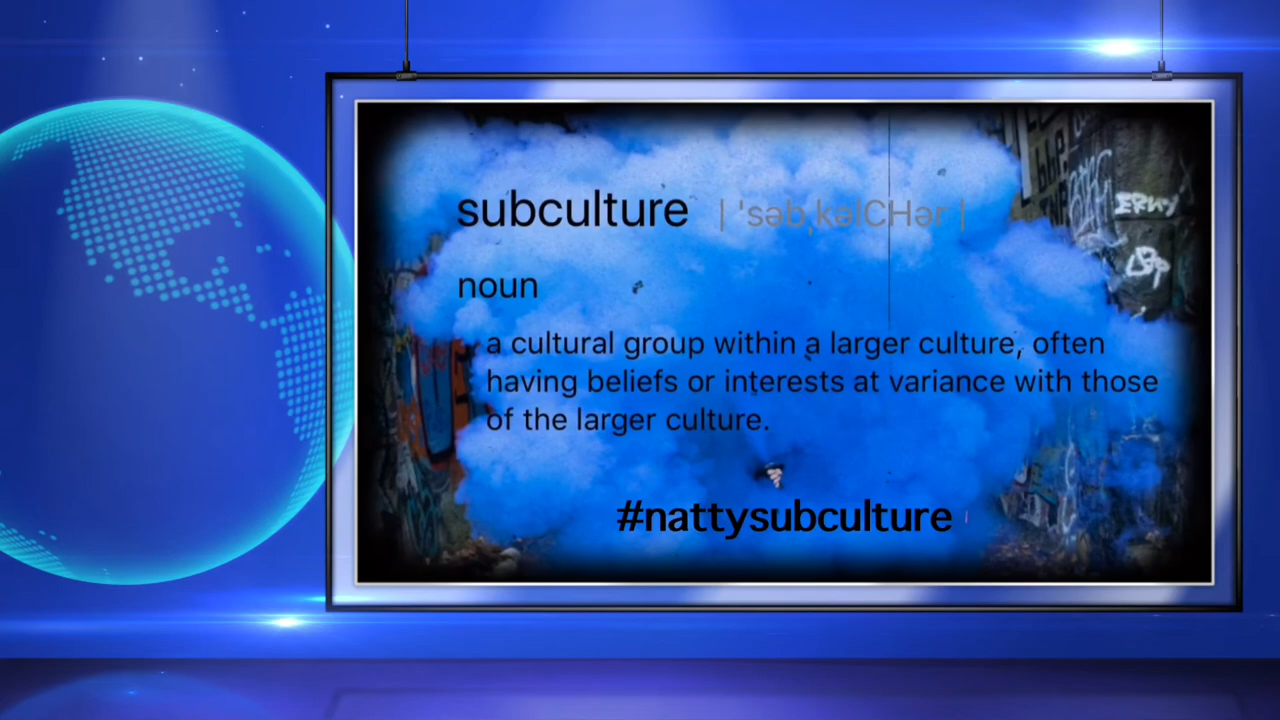 subculture | ˈsəbˌkəlCHər |
noun
a cultural group within a larger culture, often
having beliefs or interests at variance with those
of the larger culture.
#nattysubculture
ERKY